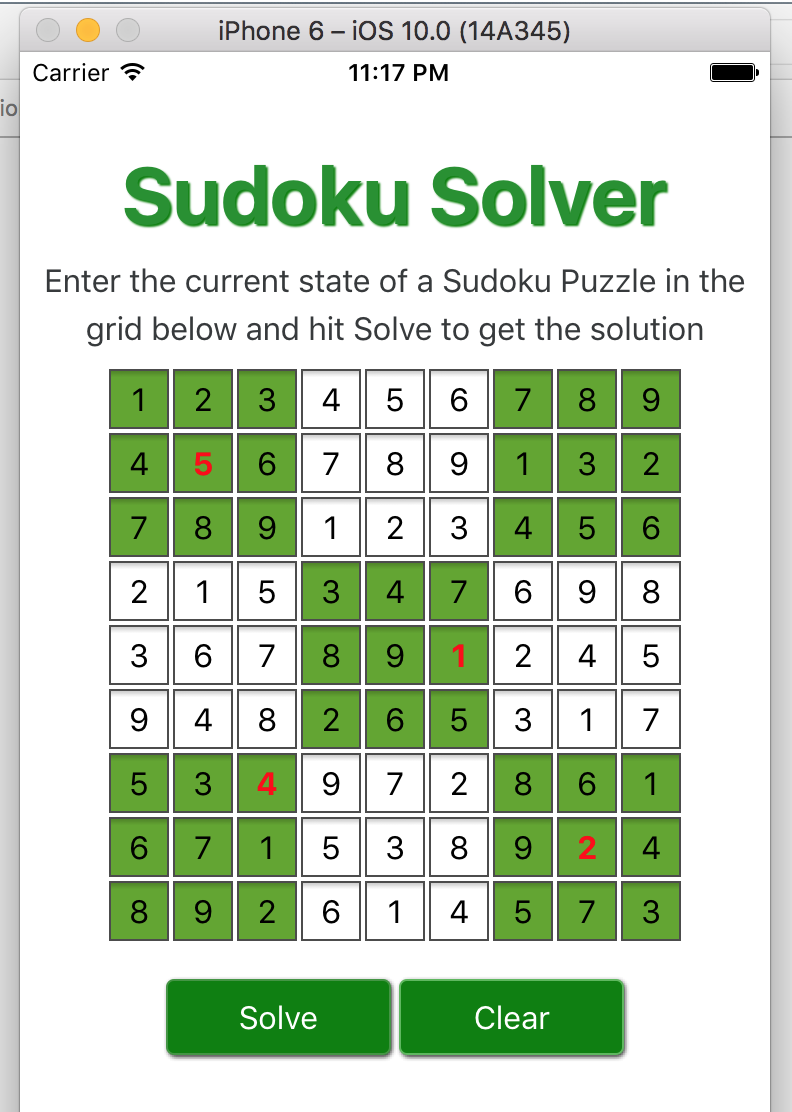 iPhone 6 – iOS 10.0 (14A345)
Carrier 11:17 PM
io
Sudoku Solver
Enter the current state of a Sudoku Puzzle in the
grid below and hit Solve to get the solution
1 2 3 4 5 6 7 8 9
4 5 6 7 8 9 1 3 2
7 8 9 1 2 3 4 5 6
2 1 5 3 4 7 6 9 8
3 6 7 8 9 1 2 4 5
9 4 8 2 6 5 3 1 7
5 3 4 9 7 2 8 6 1
6 7 1 5 3 8 9 2 4
8 9 2 6 1 4 5 7 3
Solve Clear